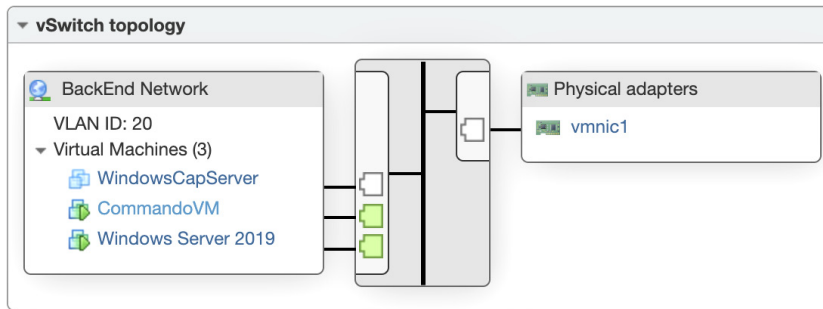 vSwitch topology
BackEnd Network
VLAN ID: 20
Virtual Machines (3)
WindowsCapServer
CommandoVM
Windows Server 2019
Physical adapters
vmnic1